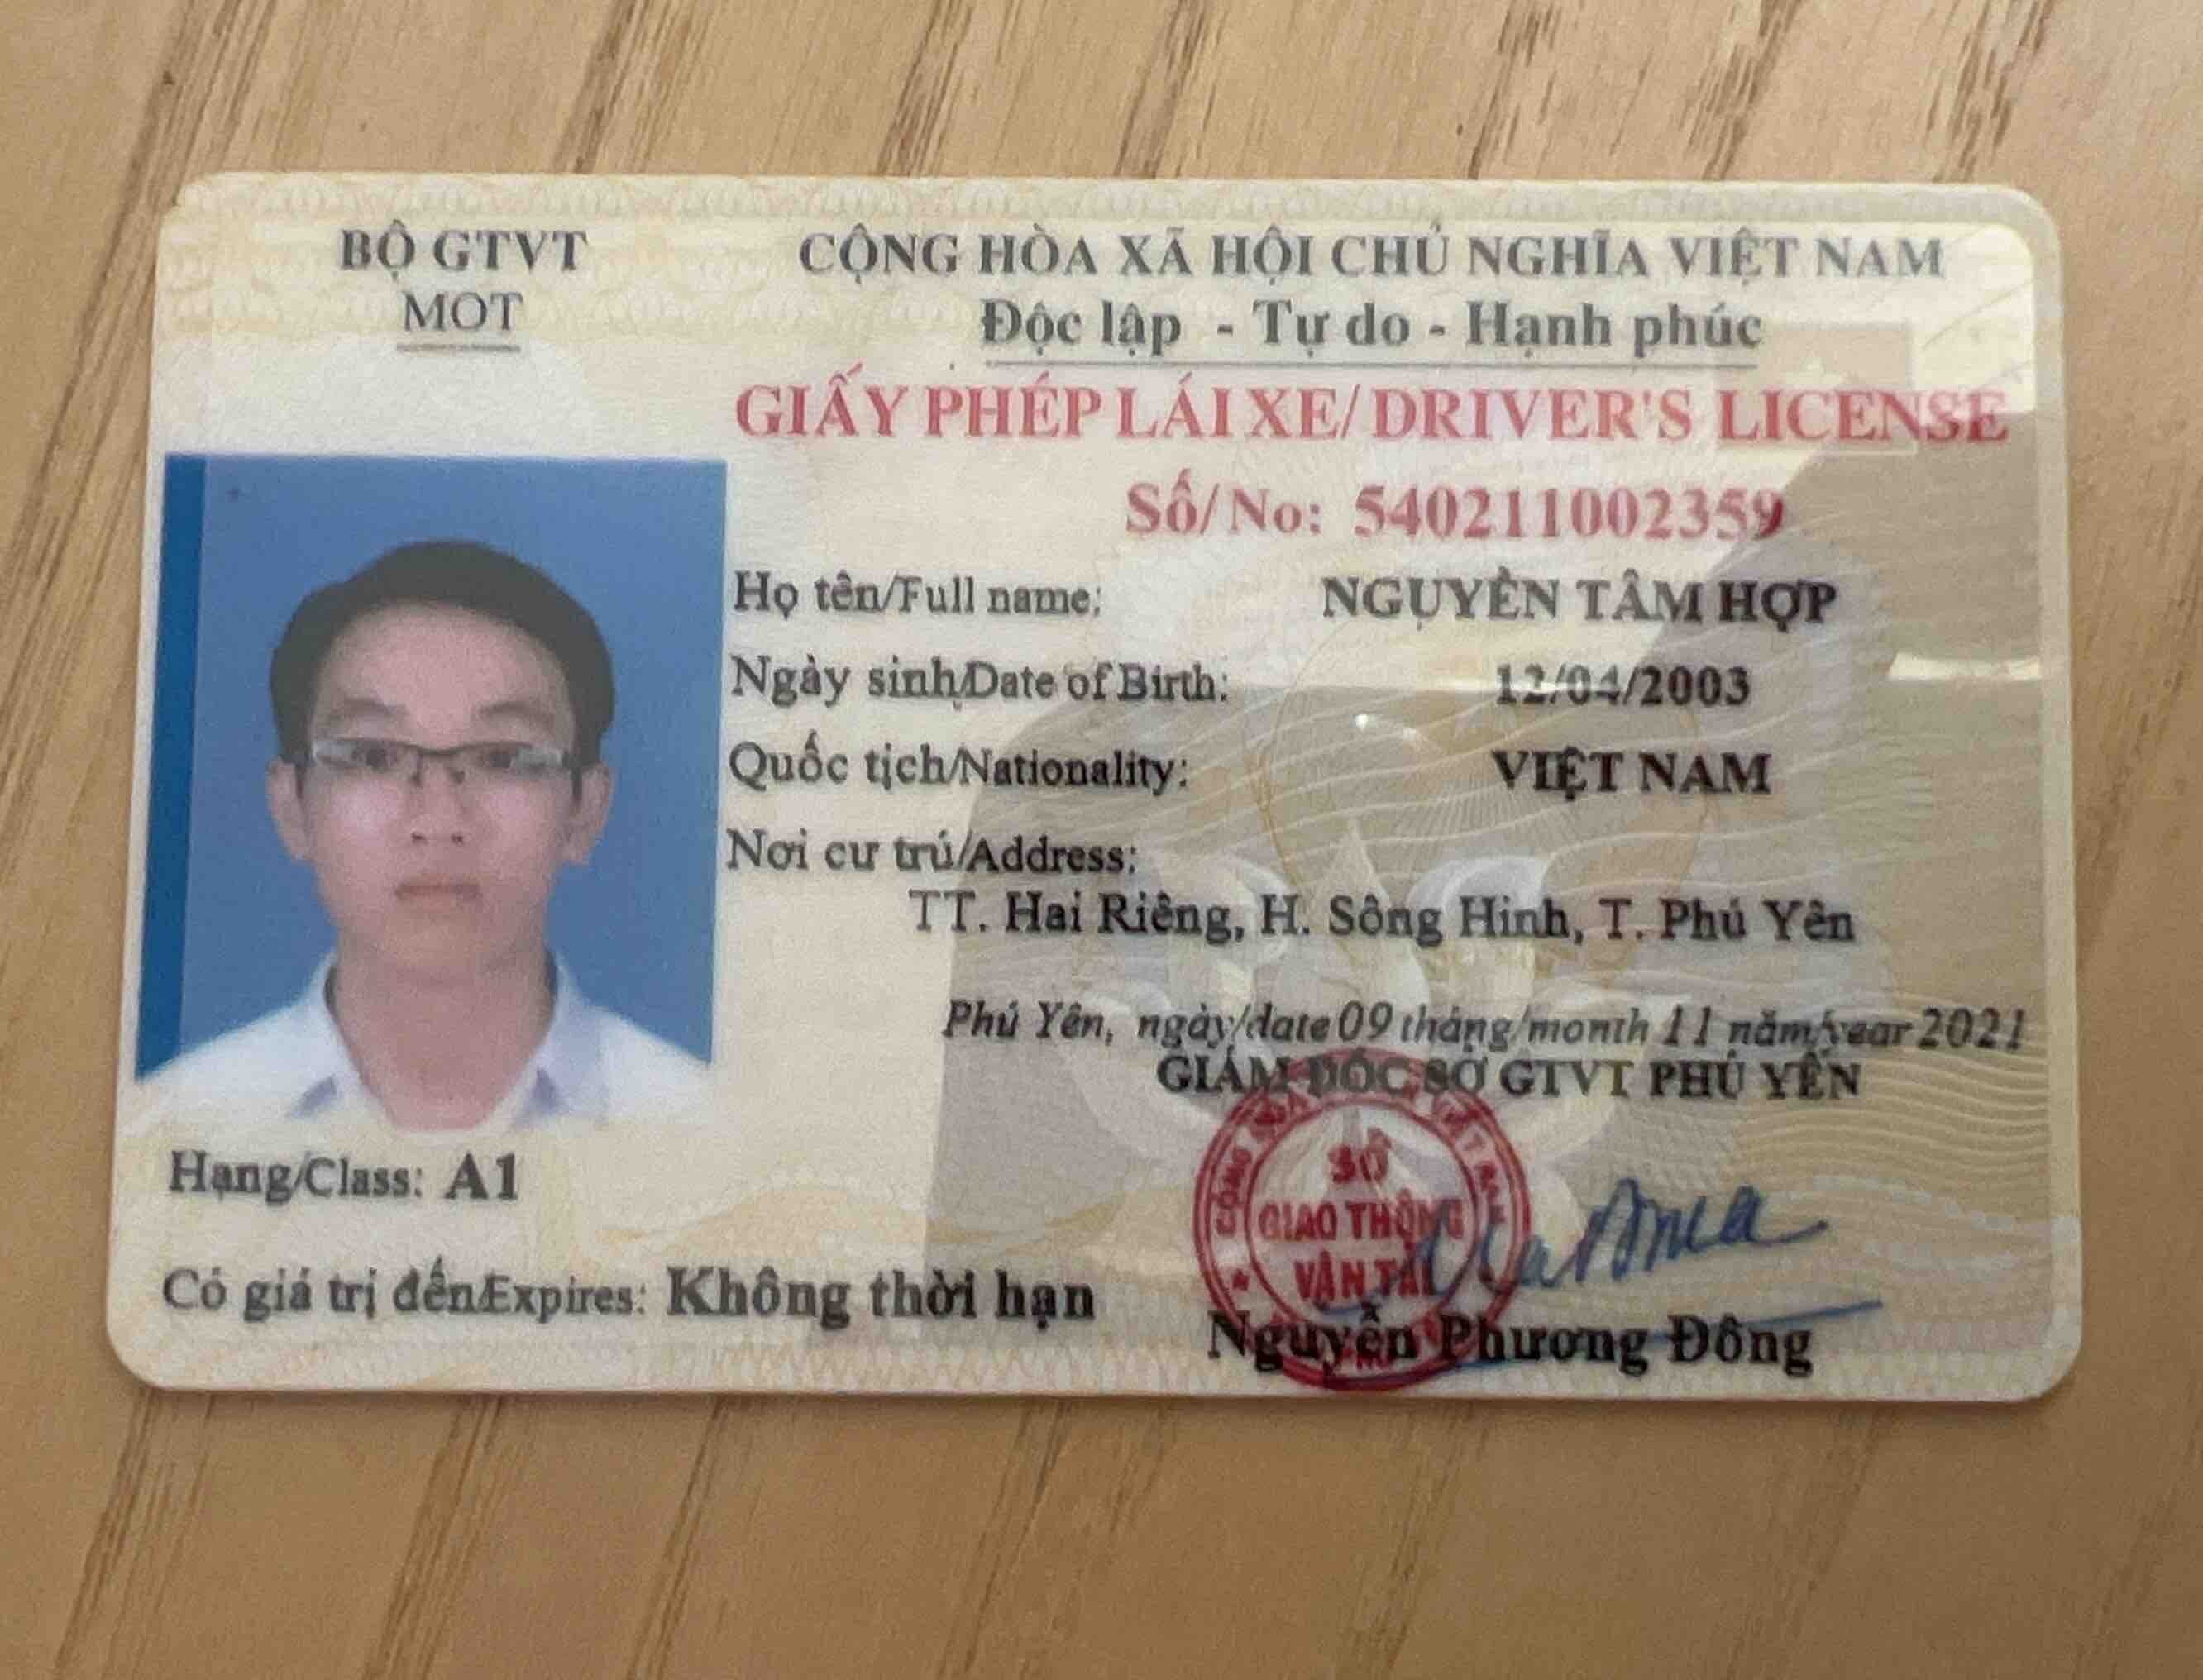 BỘ GTVT
MOT
CỘNG HÒA XÃ HỘI CHỦ NGHĨA VIỆT NAM
Độc lập - Tự do - Hạnh phúc
GIẤY PHÉP LÁI XE/ DRIVER'S LICENSE
Số/No: 540211002359
Họ tên/Full name: NGUYỄN TÂM HỢP
Ngày sinh/Date of Birth: 12/04/2003
Quốc tịch/Nationality: VIỆT NAM
Nơi cư trú/Address:
TT. Hai Riêng, H. Sông Hinh, T. Phú Yên
Phú Yên, ngày/date 09 tháng/month 11 năm/year 2021
GIÁM ĐỐC SỞ GTVT PHÚ YÊN
Hạng/Class: A1
SỞ
GIAO THÔNG
VẬN TẢI
Có giá trị đến/Expires: Không thời hạn
Nguyễn Phương Đông